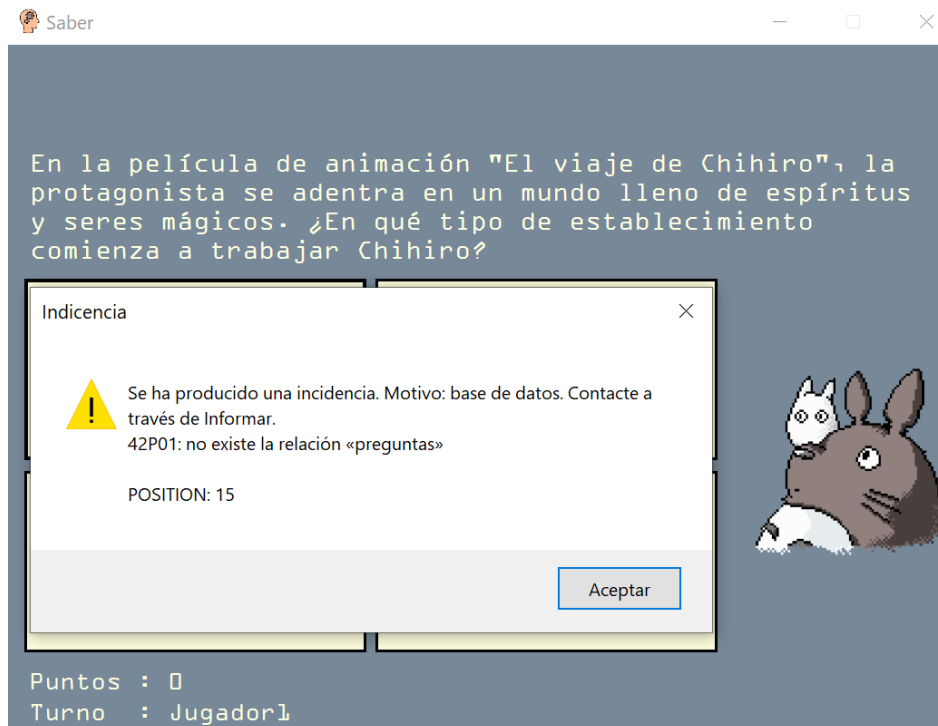 Saber
En la película de animación "El viaje de Chihiro", la
protagonista se adentra en un mundo lleno de espíritus
y seres mágicos. ¿En qué tipo de establecimiento
comienza a trabajar Chihiro?
Indicencia
Se ha producido una incidencia. Motivo: base de datos. Contacte a
través de Informar.
42P01: no existe la relación «preguntas»
POSITION: 15
Aceptar
Puntos : 0
Turno : Jugador1